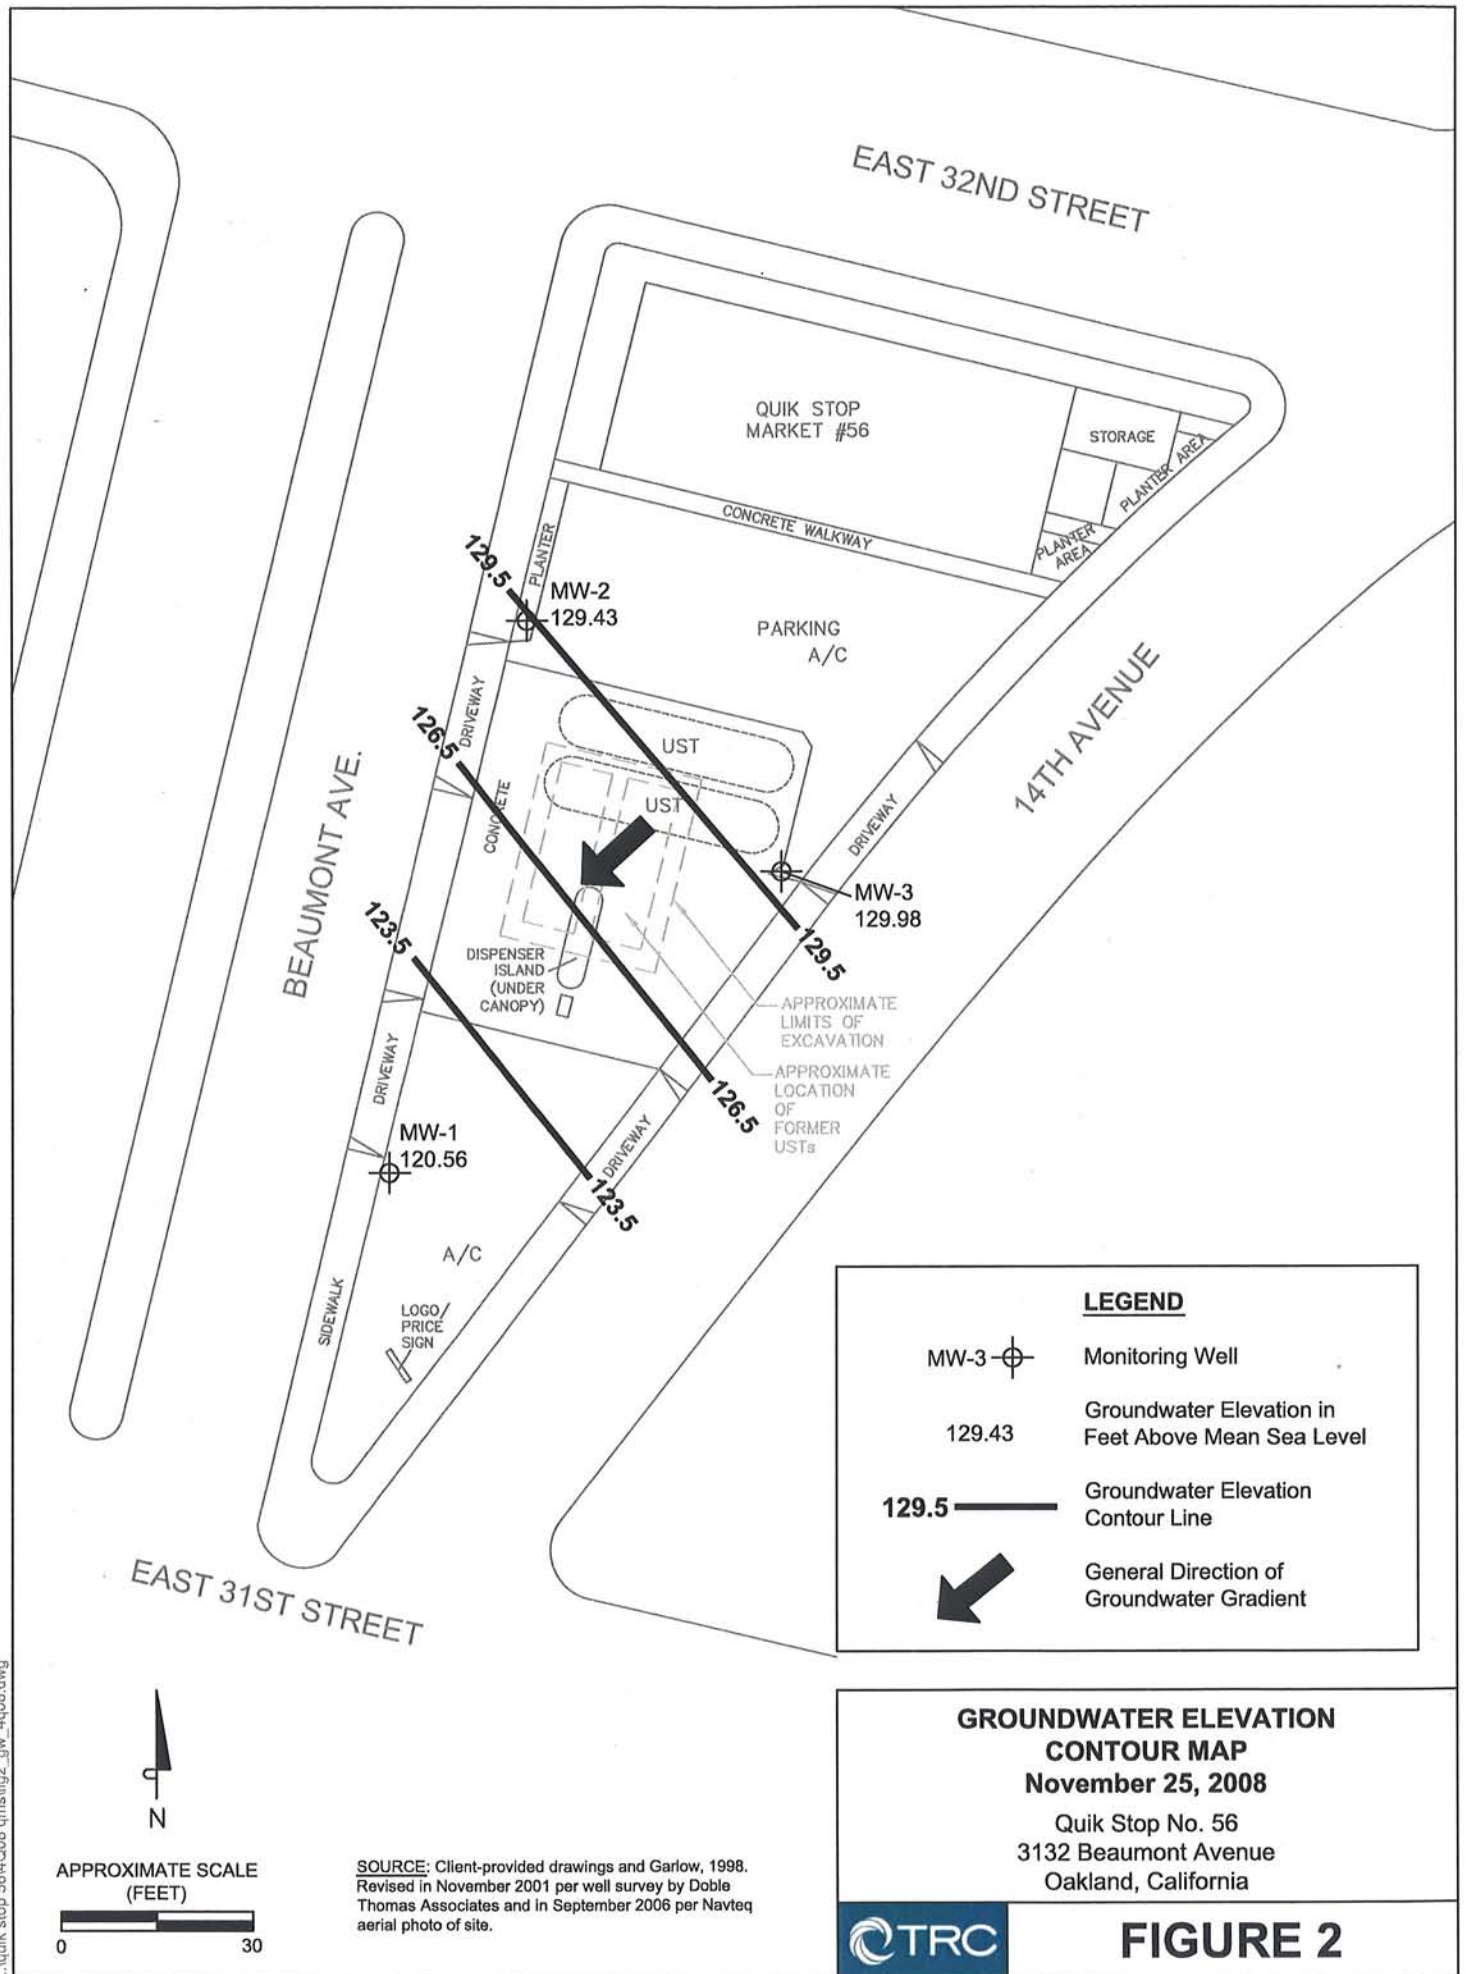 EAST 32ND STREET
QUIK STOP
MARKET #56
STORAGE
PLANTER AREA
PLANTER
AREA
CONCRETE WALKWAY
PLANTER
129.5
MW-2
129.43
PARKING
A/C
DRIVEWAY
126.5
UST
UST
CONCRETE
14TH AVENUE
DRIVEWAY
BEAUMONT AVE.
MW-3
129.98
123.5
129.5
DISPENSER
ISLAND
(UNDER
CANOPY)
APPROXIMATE
LIMITS OF
EXCAVATION
APPROXIMATE
LOCATION
OF
FORMER
USTs
DRIVEWAY
126.5
MW-1
120.56
DRIVEWAY
123.5
A/C
SIDEWALK
LOGO/
PRICE
SIGN
EAST 31ST STREET
LEGEND
MW-3
Monitoring Well
129.43
Groundwater Elevation in
Feet Above Mean Sea Level
129.5
Groundwater Elevation
Contour Line
General Direction of
Groundwater Gradient
N
APPROXIMATE SCALE
(FEET)
0 30
SOURCE: Client-provided drawings and Garlow, 1998.
Revised in November 2001 per well survey by Doble
Thomas Associates and in September 2006 per Navteq
aerial photo of site.
GROUNDWATER ELEVATION
CONTOUR MAP
November 25, 2008
Quik Stop No. 56
3132 Beaumont Avenue
Oakland, California
TRC
FIGURE 2